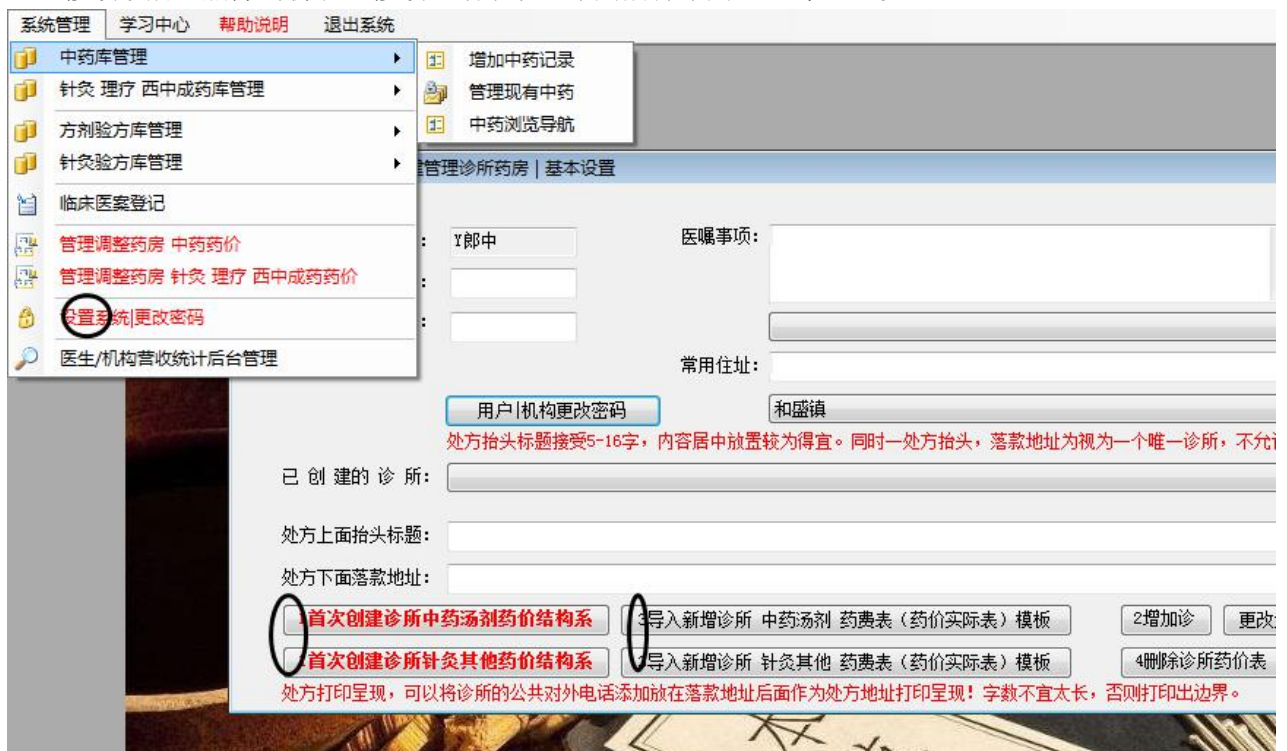 系统管理 学习中心 帮助说明 退出系统
中药库管理
增加中药记录
针灸 理疗 西中成药库管理
管理现有中药
方剂验方库管理
中药浏览导航
针灸验方库管理
管理诊所药房|基本设置
临床医案登记
管理调整药房 中药药价
Y郎中
医嘱事项:
管理调整药房 针灸 理疗 西中成药药价
设置系统|更改密码
医生/机构营收统计后台管理
常用住址:
用户|机构更改密码
和盛镇
处方抬头标题接受5-16字,内容居中放置较为得宜。同时一处方抬头,落款地址为视为一个唯一诊所,不允
已 创 建的 诊 所:
处方上面抬头标题:
处方下面落款地址:
首次创建诊所中药汤剂药价结构系 3导入新增诊所 中药汤剂 药费表(药价实际表)模板 2增加诊 更改
首次创建诊所针灸其他药价结构系 导入新增诊所 针灸其他 药费表(药价实际表)模板 4删除诊所药价表
处方打印呈现,可以将诊所的公共对外电话添加放在落款地址后面作为处方地址打印呈现!字数不宜太长,否则打印出边界。